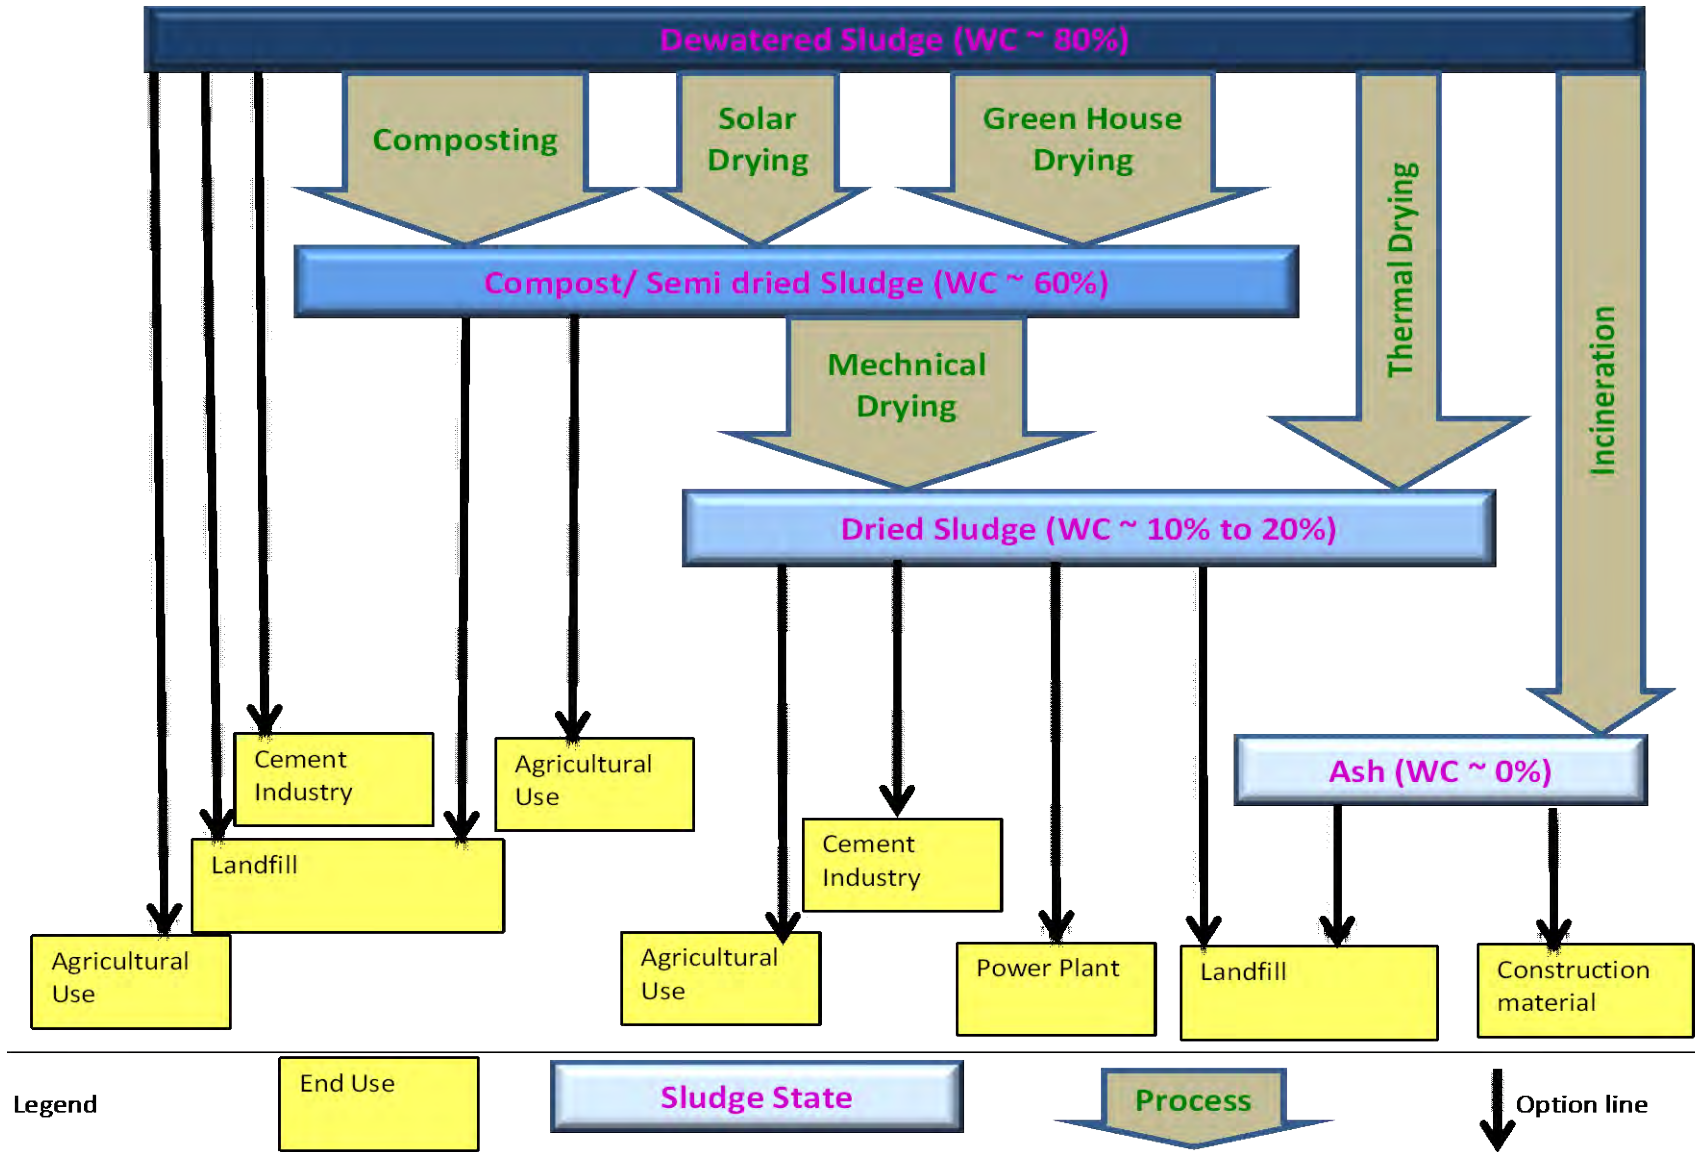 Dewatered Sludge (WC ~ 80%)
Composting
Solar
Drying
Green House
Drying
Thermal Drying
Incineration
Compost/ Semi dried Sludge (WC ~ 60%)
Mechnical
Drying
Dried Sludge (WC ~ 10% to 20%)
Cement
Industry
Agricultural
Use
Ash (WC ~ 0%)
Landfill
Cement
Industry
Agricultural
Use
Agricultural
Use
Power Plant
Landfill
Construction
material
Legend
End Use
Sludge State
Process
Option line